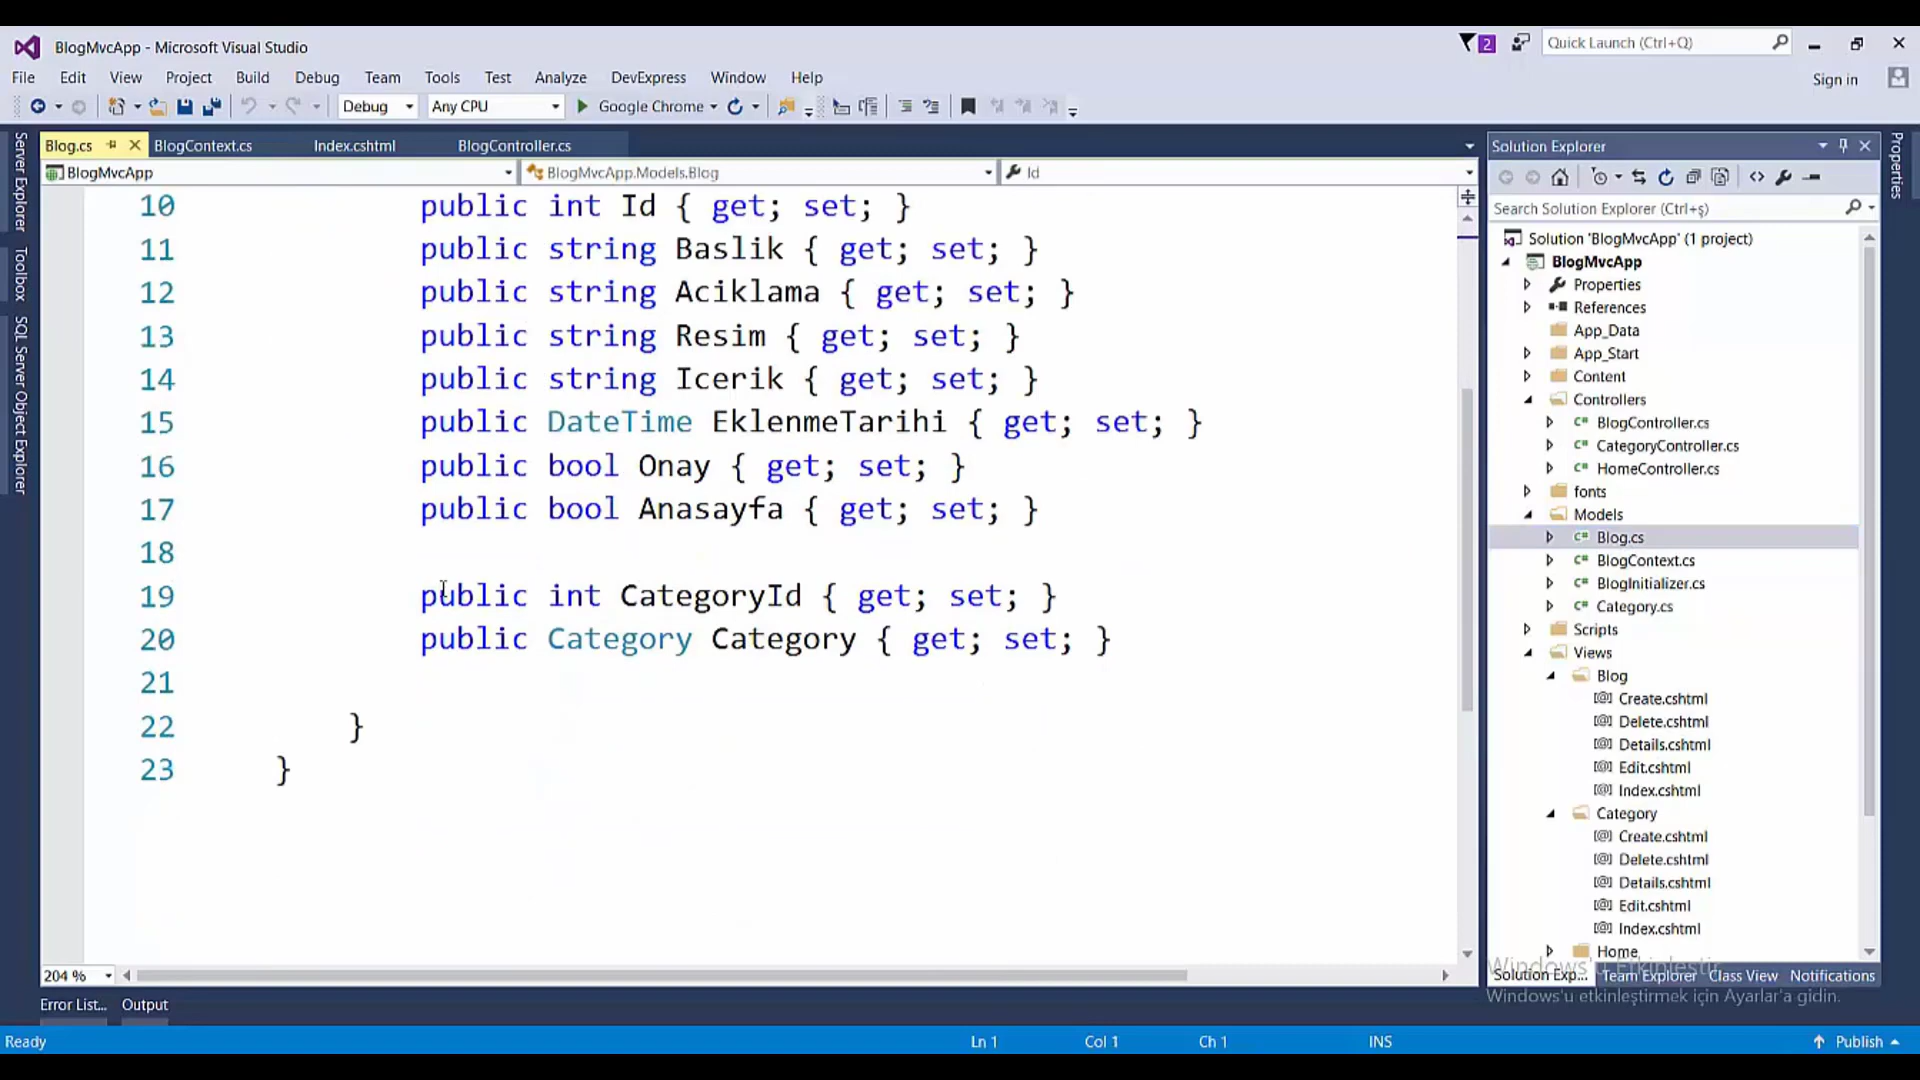 BlogMvcApp - Microsoft Visual Studio
2
Quick Launch (Ctrl+Q)
File Edit View Project Build Debug Team Tools Test Analyze DevExpress Window Help
Sign in
Debug Any CPU Google Chrome
Server Explorer
Toolbox
SQL Server Object Explorer
Blog.cs BlogContext.cs Index.cshtml BlogController.cs
BlogMvcApp BlogMvcApp.Models.Blog Id
10 public int Id { get; set; }
11 public string Baslik { get; set; }
12 public string Aciklama { get; set; }
13 public string Resim { get; set; }
14 public string Icerik { get; set; }
15 public DateTime EklenmeTarihi { get; set; }
16 public bool Onay { get; set; }
17 public bool Anasayfa { get; set; }
18
19 public int CategoryId { get; set; }
20 public Category Category { get; set; }
21
22 }
23 }
204 %
Error List... Output
Solution Explorer
Properties
Search Solution Explorer (Ctrl+ş)
Solution 'BlogMvcApp' (1 project)
BlogMvcApp
Properties
References
App_Data
App_Start
Content
Controllers
C# BlogController.cs
C# CategoryController.cs
C# HomeController.cs
fonts
Models
C# Blog.cs
C# BlogContext.cs
C# BlogInitializer.cs
C# Category.cs
Scripts
Views
Blog
[@] Create.cshtml
[@] Delete.cshtml
[@] Details.cshtml
[@] Edit.cshtml
[@] Index.cshtml
Category
[@] Create.cshtml
[@] Delete.cshtml
[@] Details.cshtml
[@] Edit.cshtml
[@] Index.cshtml
Home
Windows'u Etkinleştir
Solution Exp... Team Explorer Class View Notifications
Windows'u etkinleştirmek için Ayarlar'a gidin.
Ready Ln 1 Col 1 Ch 1 INS Publish